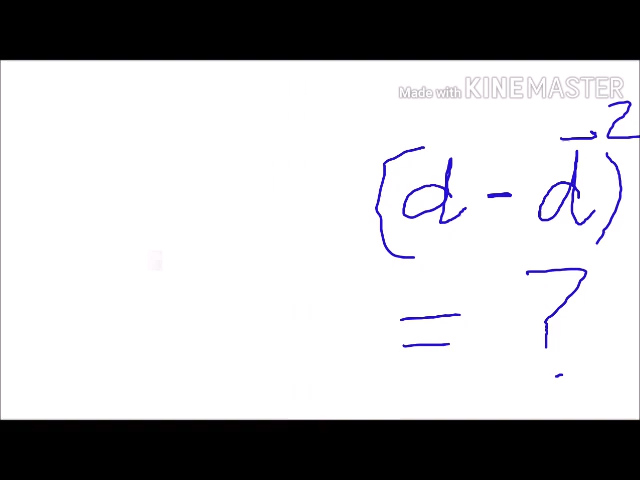 Made with KINEMASTER
(d - d̅)²
= ?